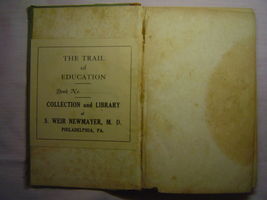 THE TRAIL
of
EDUCATION
Book No.
COLLECTION and LIBRARY
of
S. WEIR NEWMAYER, M. D.
PHILADELPHIA, PA.